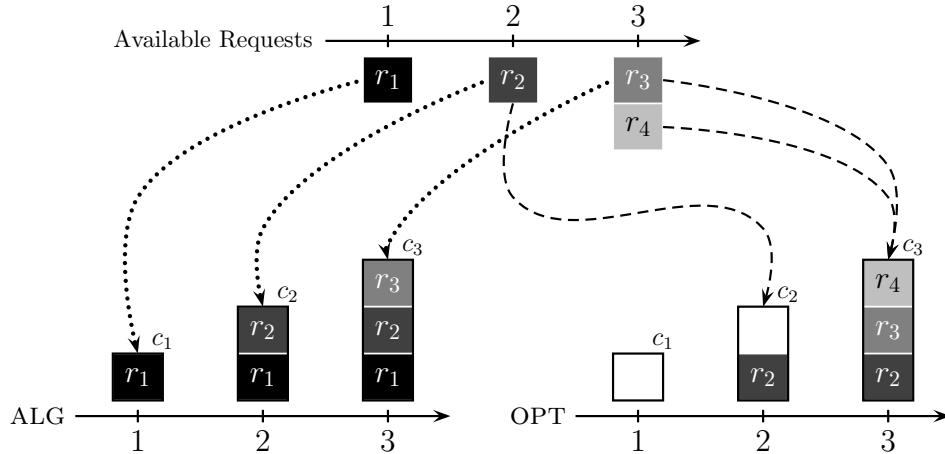 1 2 3
Available Requests
r1 r2 r3
r4
c3 c3
r3 r4
c2 c2
r2 r2 r3
c1 c1
r1 r1 r1 r2 r2
ALG OPT
1 2 3 1 2 3